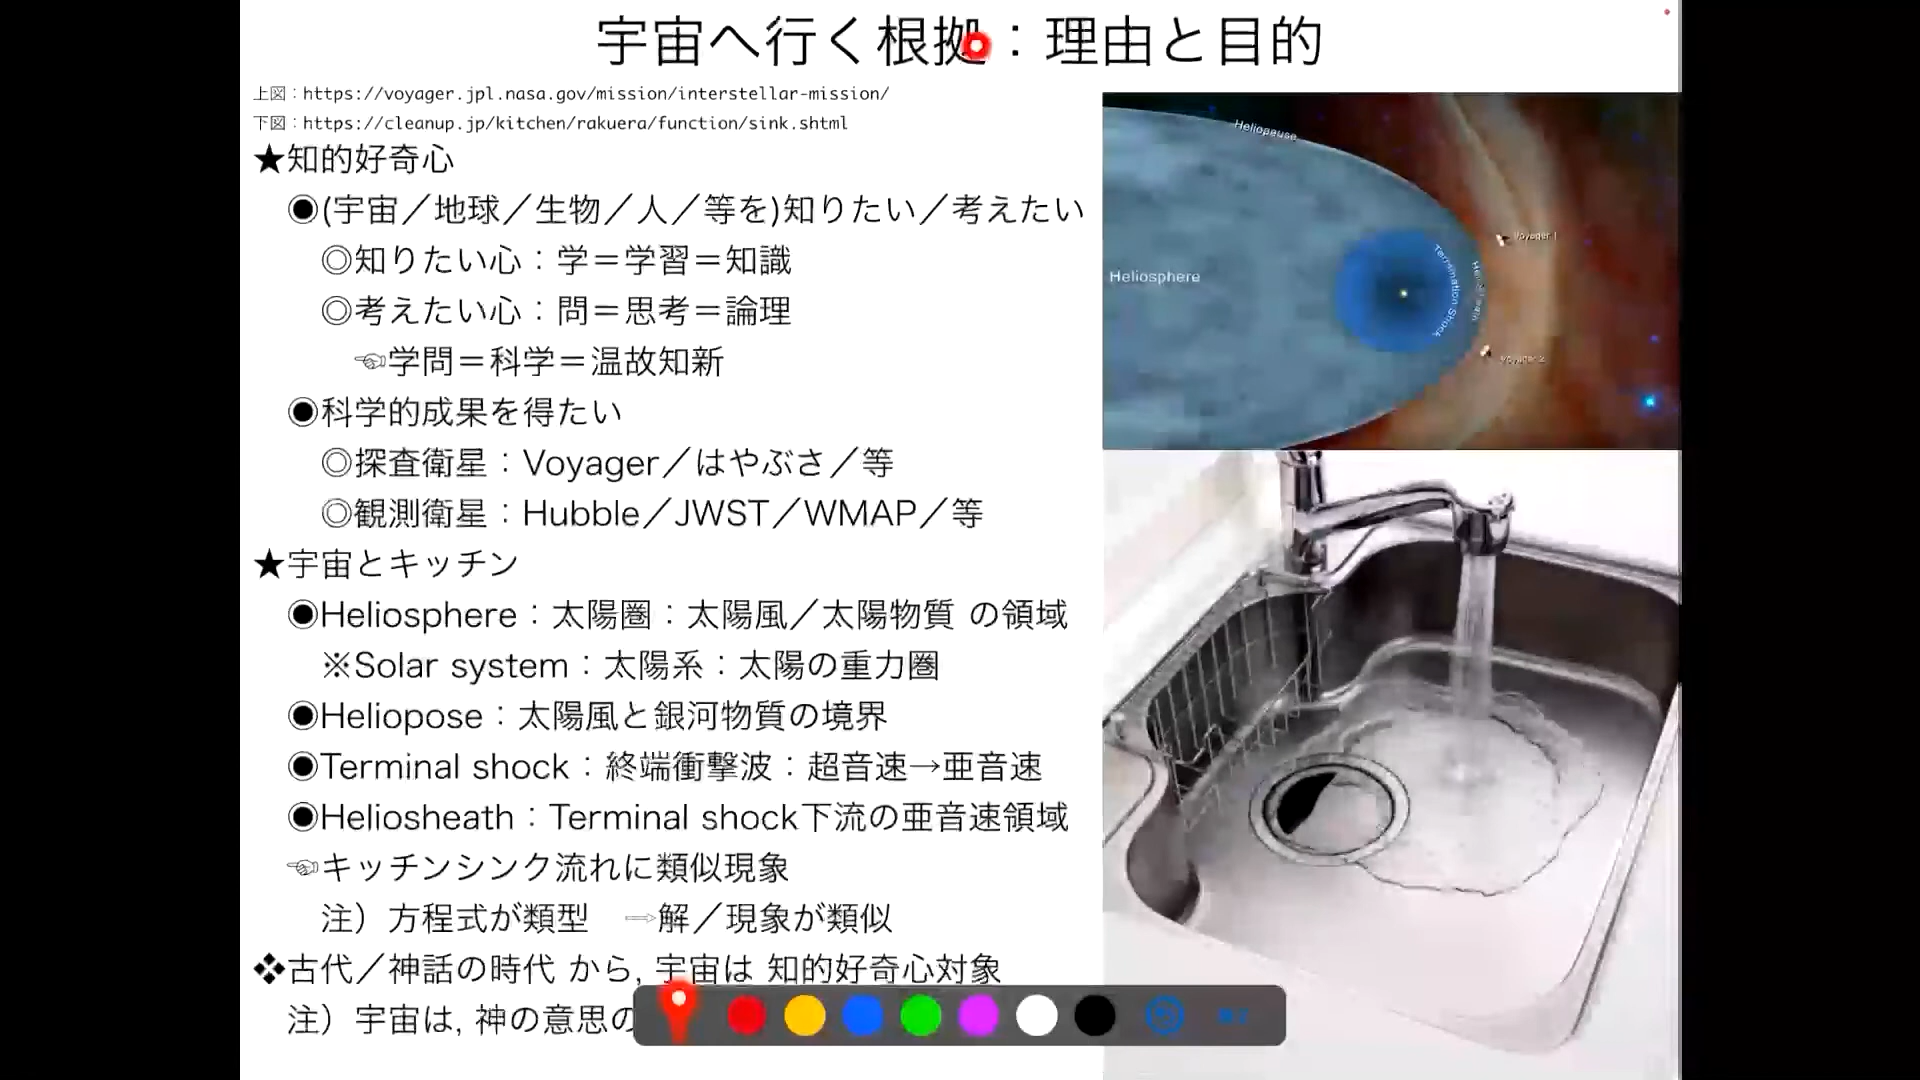 宇宙へ行く根拠：理由と目的
上図：https://voyager.jpl.nasa.gov/mission/interstellar-mission/
下図：https://cleanup.jp/kitchen/rakuera/function/sink.shtml
★知的好奇心
◉(宇宙／地球／生物／人／等を)知りたい／考えたい
◎知りたい心：学＝学習＝知識
◎考えたい心：問＝思考＝論理
☜学問＝科学＝温故知新
◉科学的成果を得たい
◎探査衛星：Voyager／はやぶさ／等
◎観測衛星：Hubble／JWST／WMAP／等
★宇宙とキッチン
◉Heliosphere：太陽圏：太陽風／太陽物質 の領域
※Solar system：太陽系：太陽の重力圏
◉Heliopose：太陽風と銀河物質の境界
◉Terminal shock：終端衝撃波：超音速→亜音速
◉Heliosheath：Terminal shock下流の亜音速領域
☜キッチンシンク流れに類似現象
注）方程式が類型　⇒解／現象が類似
❖古代／神話の時代 から, 宇宙は 知的好奇心対象
注）宇宙は, 神の意思の
Heliopause
Heliosphere
Termination Shock
Voyager 1
Voyager 2